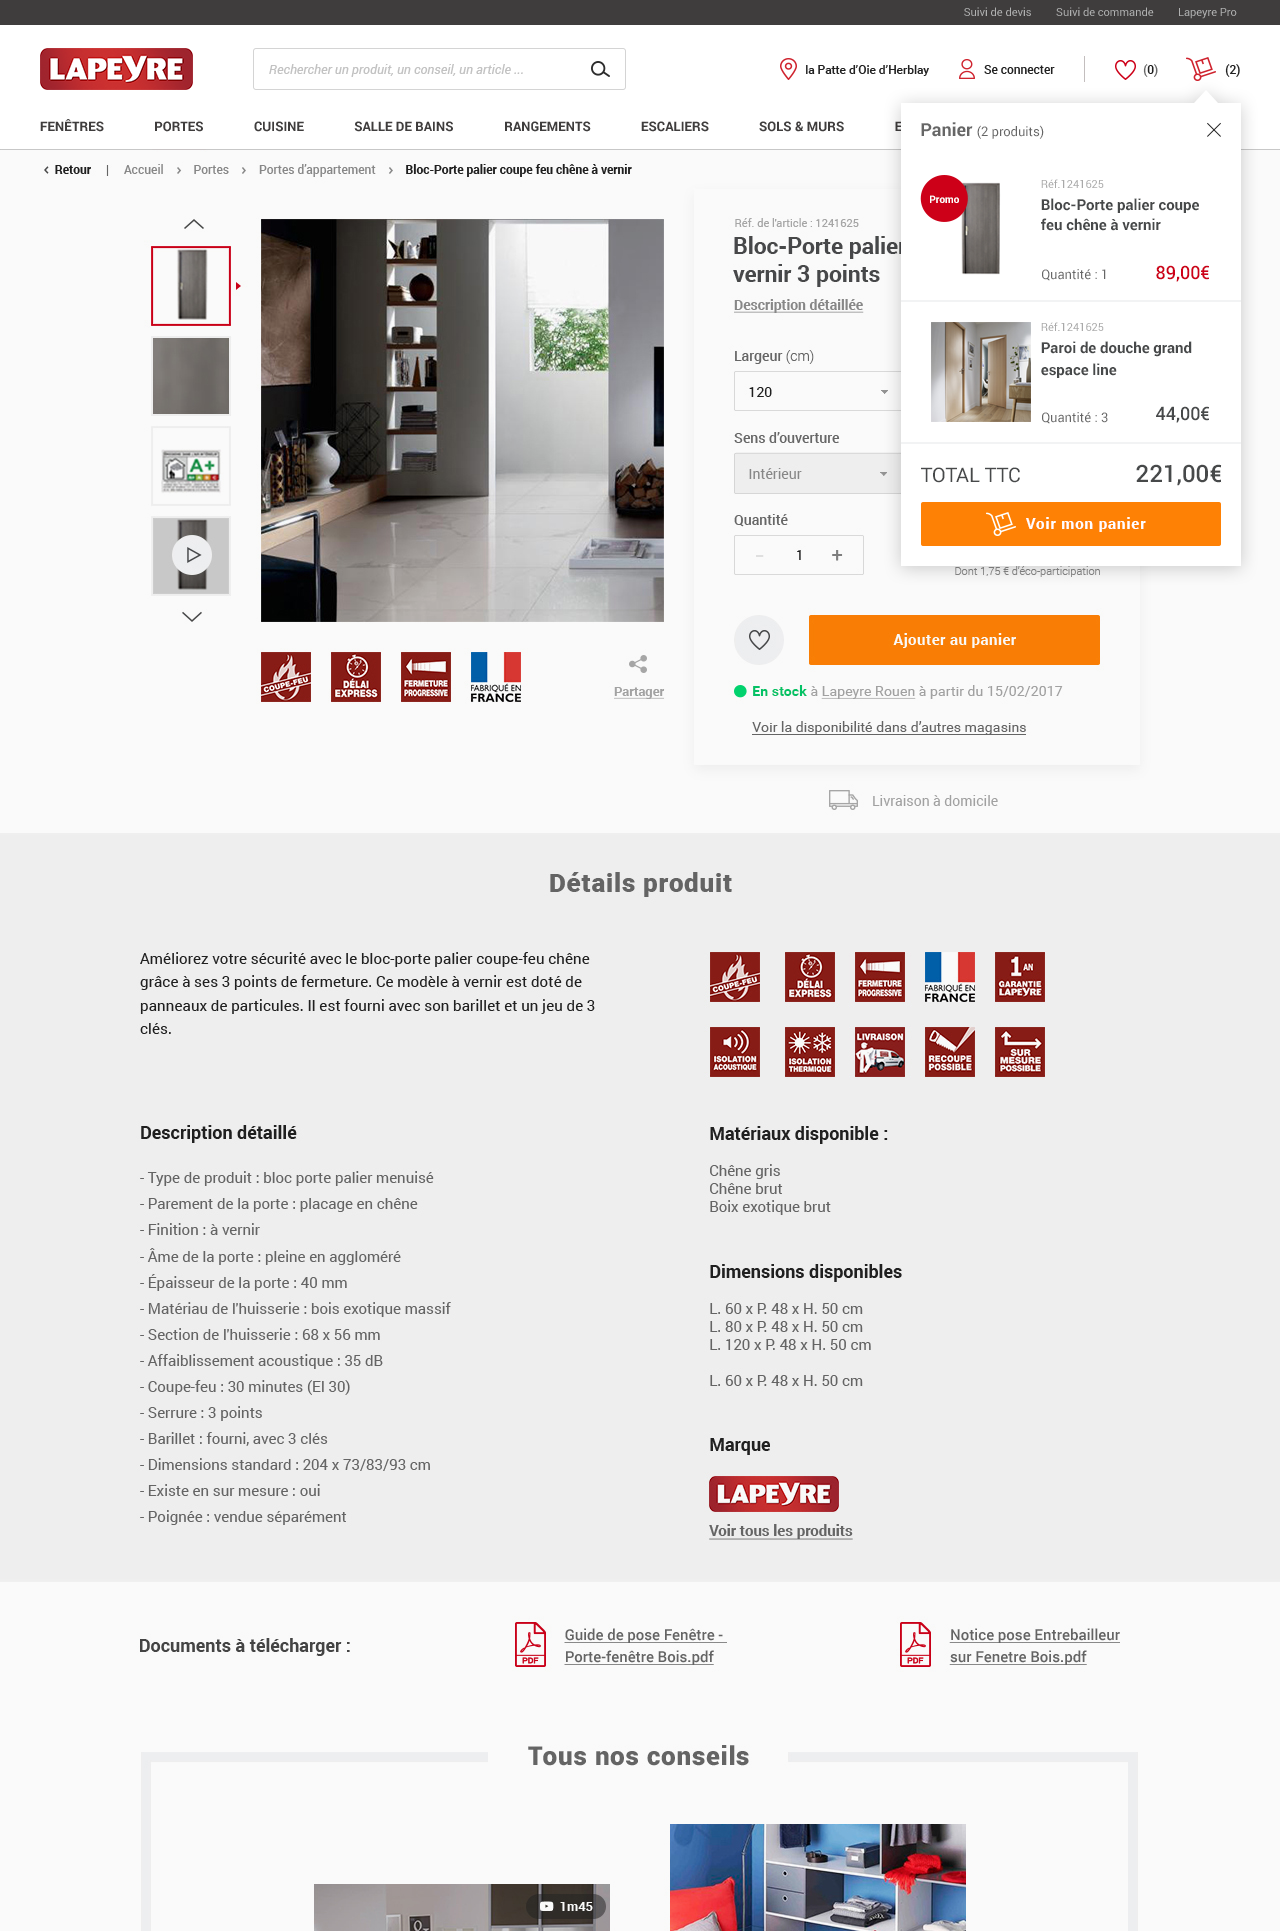 Suivi de devis
Suivi de commande
Lapeyre Pro
LAPEYRE
Rechercher un produit, un conseil, un article ...
la Patte d'Oie d'Herblay
Se connecter
(0)
(2)
FENÊTRES
PORTES
CUISINE
SALLE DE BAINS
RANGEMENTS
ESCALIERS
SOLS & MURS
Retour | Accueil > Portes > Portes d'appartement > Bloc-Porte palier coupe feu chêne à vernir
Panier (2 produits)
Promo
Réf.1241625
Bloc-Porte palier coupe
feu chêne à vernir
Quantité : 1
89,00€
Réf.1241625
Paroi de douche grand
espace line
Quantité : 3
44,00€
TOTAL TTC
221,00€
Voir mon panier
A+
COUPE-FEU
DÉLAI
EXPRESS
FERMETURE
PROGRESSIVE
FABRIQUÉ EN
FRANCE
Partager
Réf. de l'article : 1241625
Bloc-Porte palier
vernir 3 points
Description détaillée
Largeur (cm)
120
Sens d'ouverture
Intérieur
Quantité
- 1 +
Dont 1,75 € d'éco-participation
Ajouter au panier
En stock à Lapeyre Rouen à partir du 15/02/2017
Voir la disponibilité dans d'autres magasins
Livraison à domicile
Détails produit
Améliorez votre sécurité avec le bloc-porte palier coupe-feu chêne
grâce à ses 3 points de fermeture. Ce modèle à vernir est doté de
panneaux de particules. Il est fourni avec son barillet et un jeu de 3
clés.
COUPE-FEU
DÉLAI
EXPRESS
FERMETURE
PROGRESSIVE
FABRIQUÉ EN
FRANCE
1 AN
GARANTIE
LAPEYRE
ISOLATION
ACOUSTIQUE
ISOLATION
THERMIQUE
LIVRAISON
RECOUPE
POSSIBLE
SUR
MESURE
POSSIBLE
Description détaillé
- Type de produit : bloc porte palier menuisé
- Parement de la porte : placage en chêne
- Finition : à vernir
- Âme de la porte : pleine en aggloméré
- Épaisseur de la porte : 40 mm
- Matériau de l'huisserie : bois exotique massif
- Section de l'huisserie : 68 x 56 mm
- Affaiblissement acoustique : 35 dB
- Coupe-feu : 30 minutes (EI 30)
- Serrure : 3 points
- Barillet : fourni, avec 3 clés
- Dimensions standard : 204 x 73/83/93 cm
- Existe en sur mesure : oui
- Poignée : vendue séparément
Matériaux disponible :
Chêne gris
Chêne brut
Boix exotique brut
Dimensions disponibles
L. 60 x P. 48 x H. 50 cm
L. 80 x P. 48 x H. 50 cm
L. 120 x P. 48 x H. 50 cm
L. 60 x P. 48 x H. 50 cm
Marque
LAPEYRE
Voir tous les produits
Documents à télécharger :
PDF
Guide de pose Fenêtre -
Porte-fenêtre Bois.pdf
PDF
Notice pose Entrebailleur
sur Fenetre Bois.pdf
Tous nos conseils
1m45